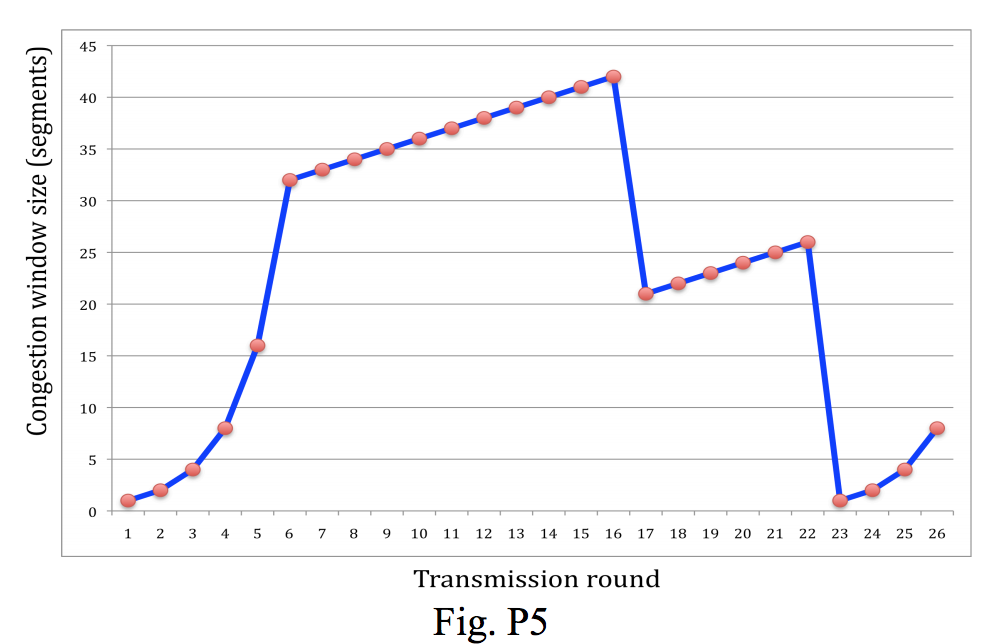 Congestion window size (segments)
45
40
35
30
25
20
15
10
5
0
1 2 3 4 5 6 7 8 9 10 11 12 13 14 15 16 17 18 19 20 21 22 23 24 25 26
Transmission round
Fig. P5